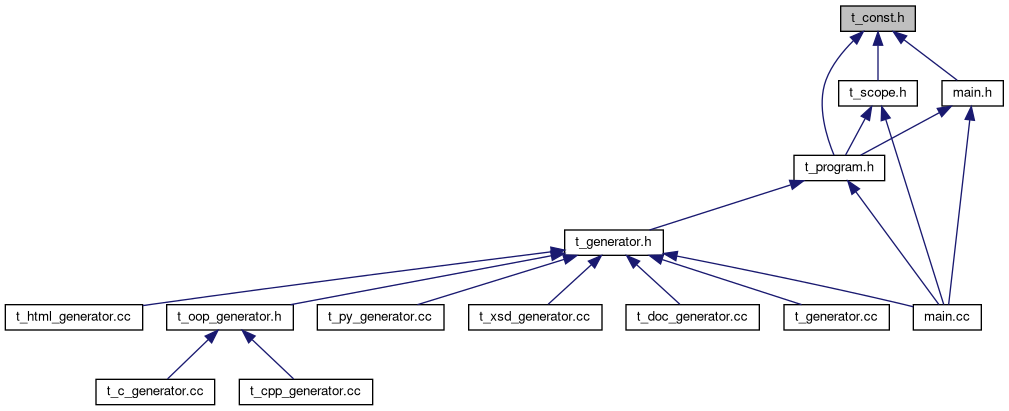 t_const.h
t_scope.h
main.h
t_program.h
t_generator.h
t_html_generator.cc
t_oop_generator.h
t_py_generator.cc
t_xsd_generator.cc
t_doc_generator.cc
t_generator.cc
main.cc
t_c_generator.cc
t_cpp_generator.cc